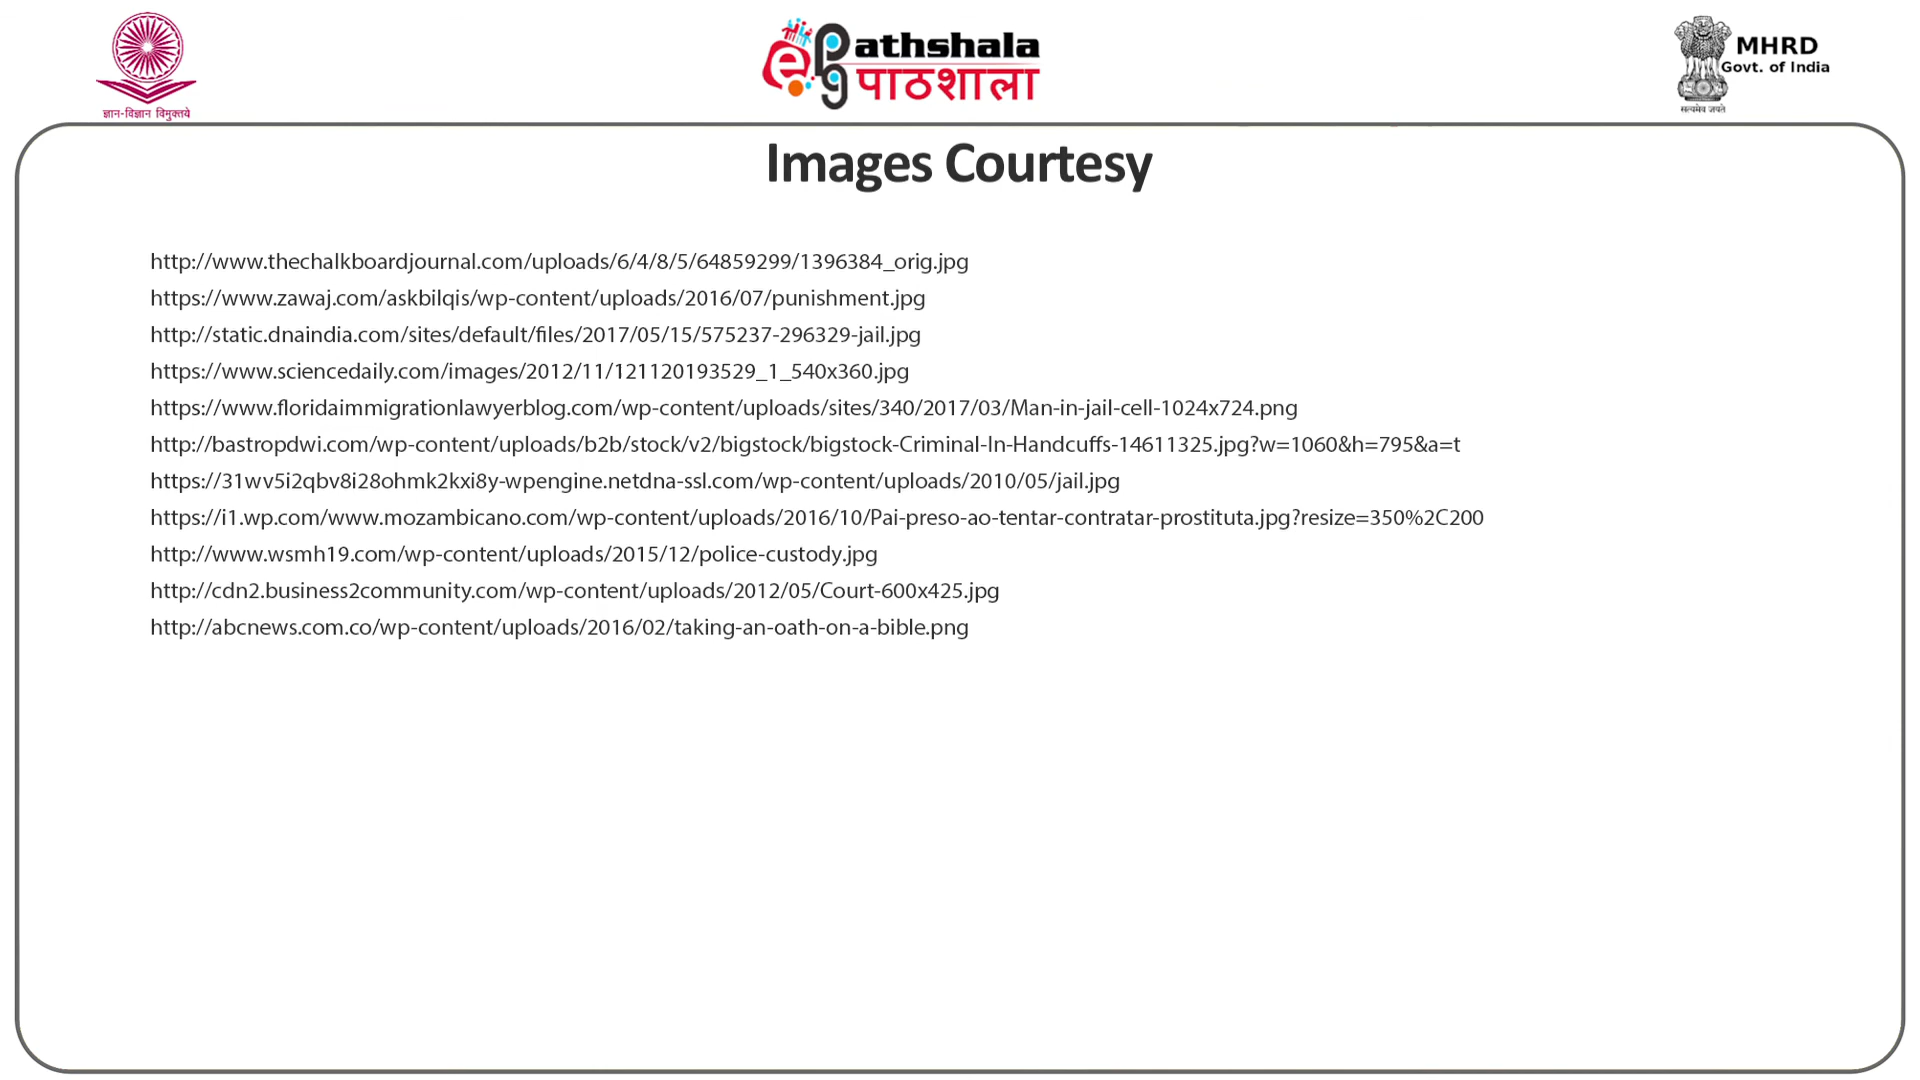 ज्ञान-विज्ञान विमुक्तये
e pg Pathshala
पाठशाला
MHRD
Govt. of India
सत्यमेव जयते
Images Courtesy
http://www.thechalkboardjournal.com/uploads/6/4/8/5/64859299/1396384_orig.jpg
https://www.zawaj.com/askbilqis/wp-content/uploads/2016/07/punishment.jpg
http://static.dnaindia.com/sites/default/files/2017/05/15/575237-296329-jail.jpg
https://www.sciencedaily.com/images/2012/11/121120193529_1_540x360.jpg
https://www.floridaimmigrationlawyerblog.com/wp-content/uploads/sites/340/2017/03/Man-in-jail-cell-1024x724.png
http://bastropdwi.com/wp-content/uploads/b2b/stock/v2/bigstock/bigstock-Criminal-In-Handcuffs-14611325.jpg?w=1060&h=795&a=t
https://31wv5i2qbv8i28ohmk2kxi8y-wpengine.netdna-ssl.com/wp-content/uploads/2010/05/jail.jpg
https://i1.wp.com/www.mozambicano.com/wp-content/uploads/2016/10/Pai-preso-ao-tentar-contratar-prostituta.jpg?resize=350%2C200
http://www.wsmh19.com/wp-content/uploads/2015/12/police-custody.jpg
http://cdn2.business2community.com/wp-content/uploads/2012/05/Court-600x425.jpg
http://abcnews.com.co/wp-content/uploads/2016/02/taking-an-oath-on-a-bible.png